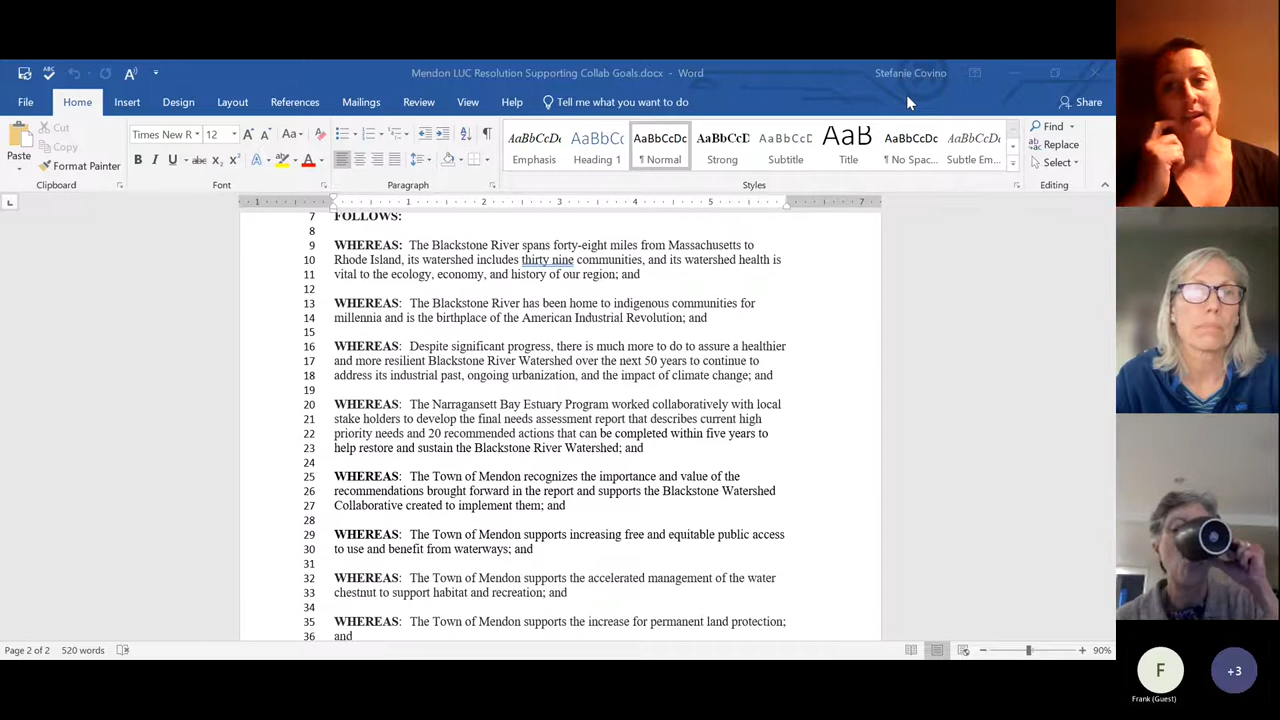 Mendon LUC Resolution Supporting Collab Goals.docx - Word
Stefanie Covino
File Home Insert Design Layout References Mailings Review View Help Tell me what you want to do Share
Paste
Cut
Copy
Format Painter
Clipboard
Times New R 12
Font
Paragraph
AaBbCcDc AaBbCc AaBbCcDc AaBbCcD AaBbCcDc AaB AaBbCcDc AaBbCcDc
Emphasis Heading 1 ¶ Normal Strong Subtitle Title ¶ No Spac... Subtle Em...
Styles
Find
Replace
Select
Editing
1 1 2 3 4 5 6 7
7 FOLLOWS:
8
9 WHEREAS: The Blackstone River spans forty-eight miles from Massachusetts to
10 Rhode Island, its watershed includes thirty nine communities, and its watershed health is
11 vital to the ecology, economy, and history of our region; and
12
13 WHEREAS: The Blackstone River has been home to indigenous communities for
14 millennia and is the birthplace of the American Industrial Revolution; and
15
16 WHEREAS: Despite significant progress, there is much more to do to assure a healthier
17 and more resilient Blackstone River Watershed over the next 50 years to continue to
18 address its industrial past, ongoing urbanization, and the impact of climate change; and
19
20 WHEREAS: The Narragansett Bay Estuary Program worked collaboratively with local
21 stake holders to develop the final needs assessment report that describes current high
22 priority needs and 20 recommended actions that can be completed within five years to
23 help restore and sustain the Blackstone River Watershed; and
24
25 WHEREAS: The Town of Mendon recognizes the importance and value of the
26 recommendations brought forward in the report and supports the Blackstone Watershed
27 Collaborative created to implement them; and
28
29 WHEREAS: The Town of Mendon supports increasing free and equitable public access
30 to use and benefit from waterways; and
31
32 WHEREAS: The Town of Mendon supports the accelerated management of the water
33 chestnut to support habitat and recreation; and
34
35 WHEREAS: The Town of Mendon supports the increase for permanent land protection;
36 and
Page 2 of 2 520 words 90%
F
Frank (Guest)
+3